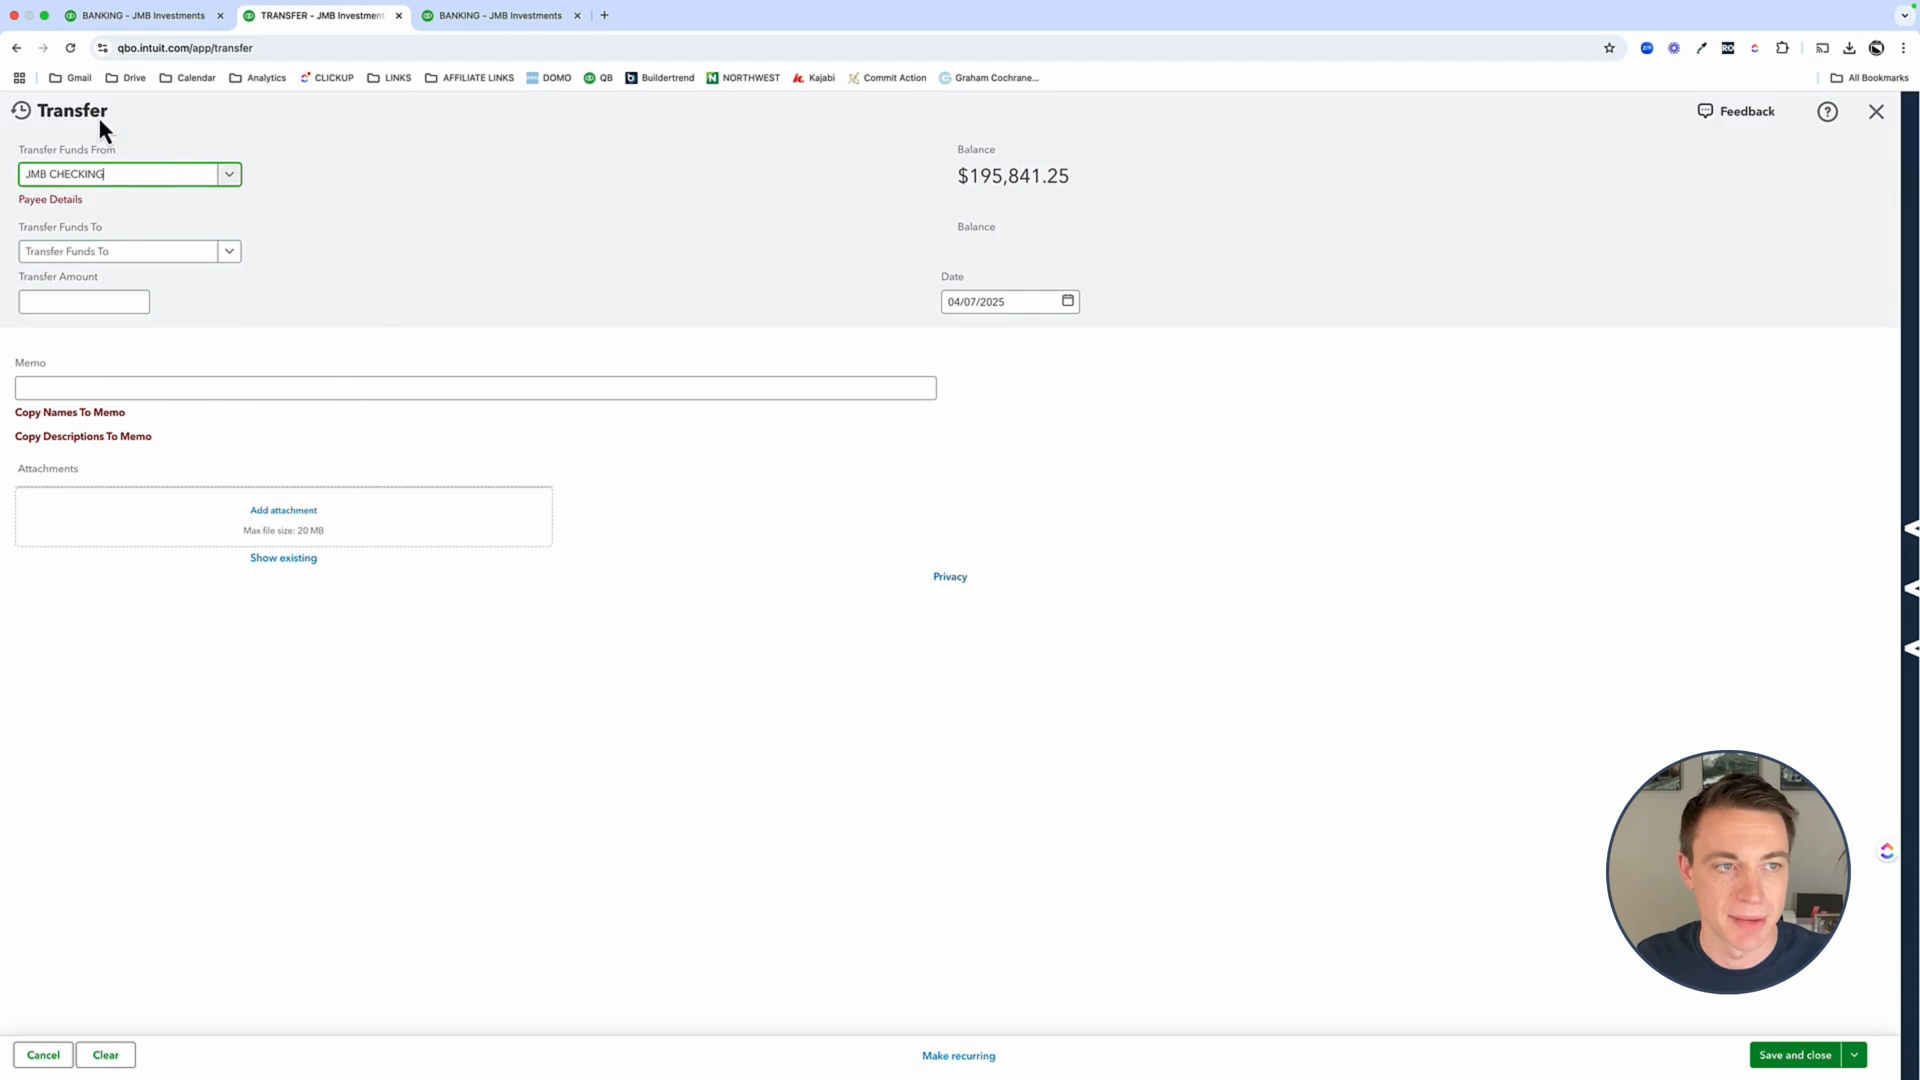 BANKING - JMB Investments
TRANSFER - JMB Investment
BANKING - JMB Investments
qbo.intuit.com/app/transfer
Gmail
Drive
Calendar
Analytics
CLICKUP
LINKS
AFFILIATE LINKS
DOMO
QB
Buildertrend
NORTHWEST
Kajabi
Commit Action
Graham Cochrane...
All Bookmarks
Transfer
Feedback
Transfer Funds From
Balance
JMB CHECKING
$195,841.25
Payee Details
Transfer Funds To
Balance
Transfer Funds To
Transfer Amount
Date
04/07/2025
Memo
Copy Names To Memo
Copy Descriptions To Memo
Attachments
Add attachment
Max file size: 20 MB
Show existing
Privacy
Cancel
Clear
Make recurring
Save and close